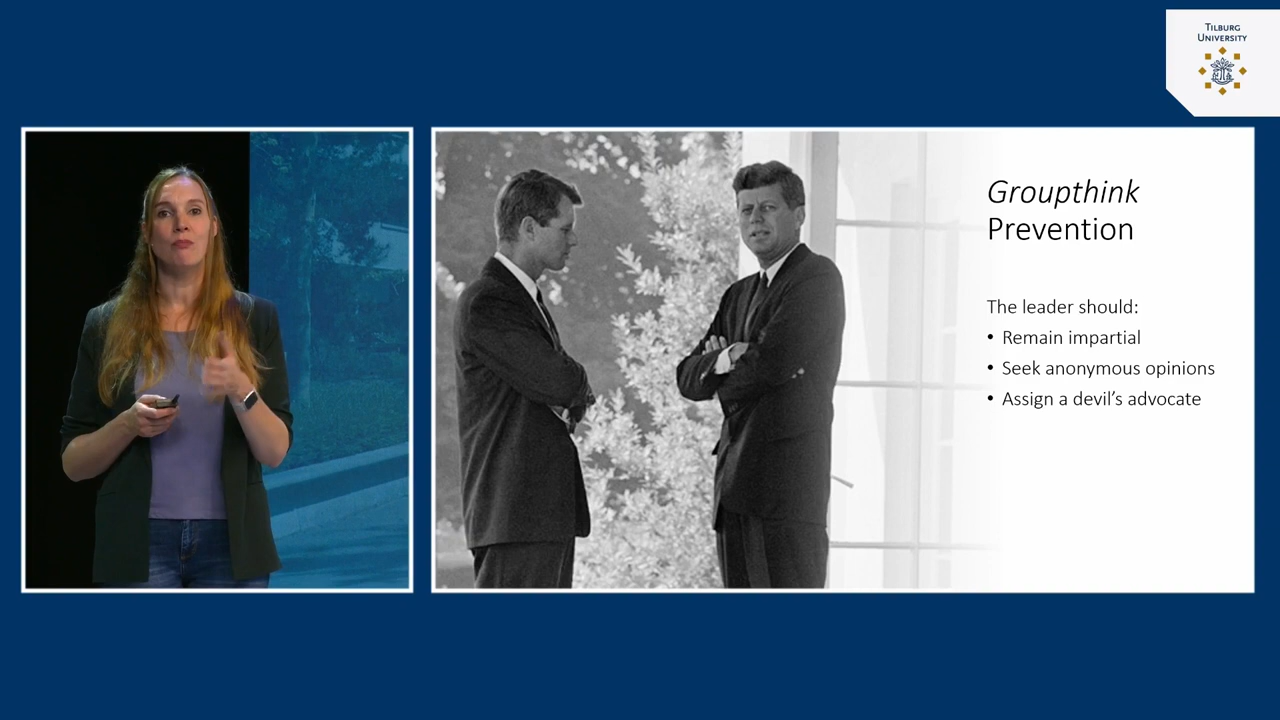 TILBURG
UNIVERSITY
Groupthink
Prevention
The leader should:
• Remain impartial
• Seek anonymous opinions
• Assign a devil’s advocate